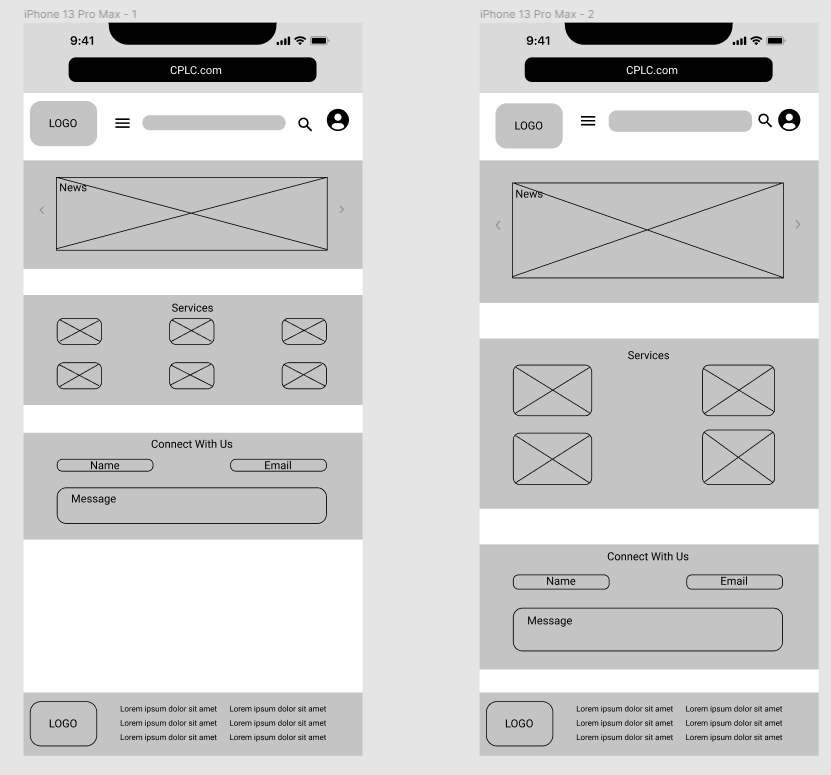 iPhone 13 Pro Max - 1
9:41
CPLC.com
LOGO
News
Services
Connect With Us
Name Email
Message
LOGO
Lorem ipsum dolor sit amet Lorem ipsum dolor sit amet
Lorem ipsum dolor sit amet Lorem ipsum dolor sit amet
Lorem ipsum dolor sit amet Lorem ipsum dolor sit amet
iPhone 13 Pro Max - 2
9:41
CPLC.com
LOGO
News
Services
Connect With Us
Name Email
Message
LOGO
Lorem ipsum dolor sit amet Lorem ipsum dolor sit amet
Lorem ipsum dolor sit amet Lorem ipsum dolor sit amet
Lorem ipsum dolor sit amet Lorem ipsum dolor sit amet